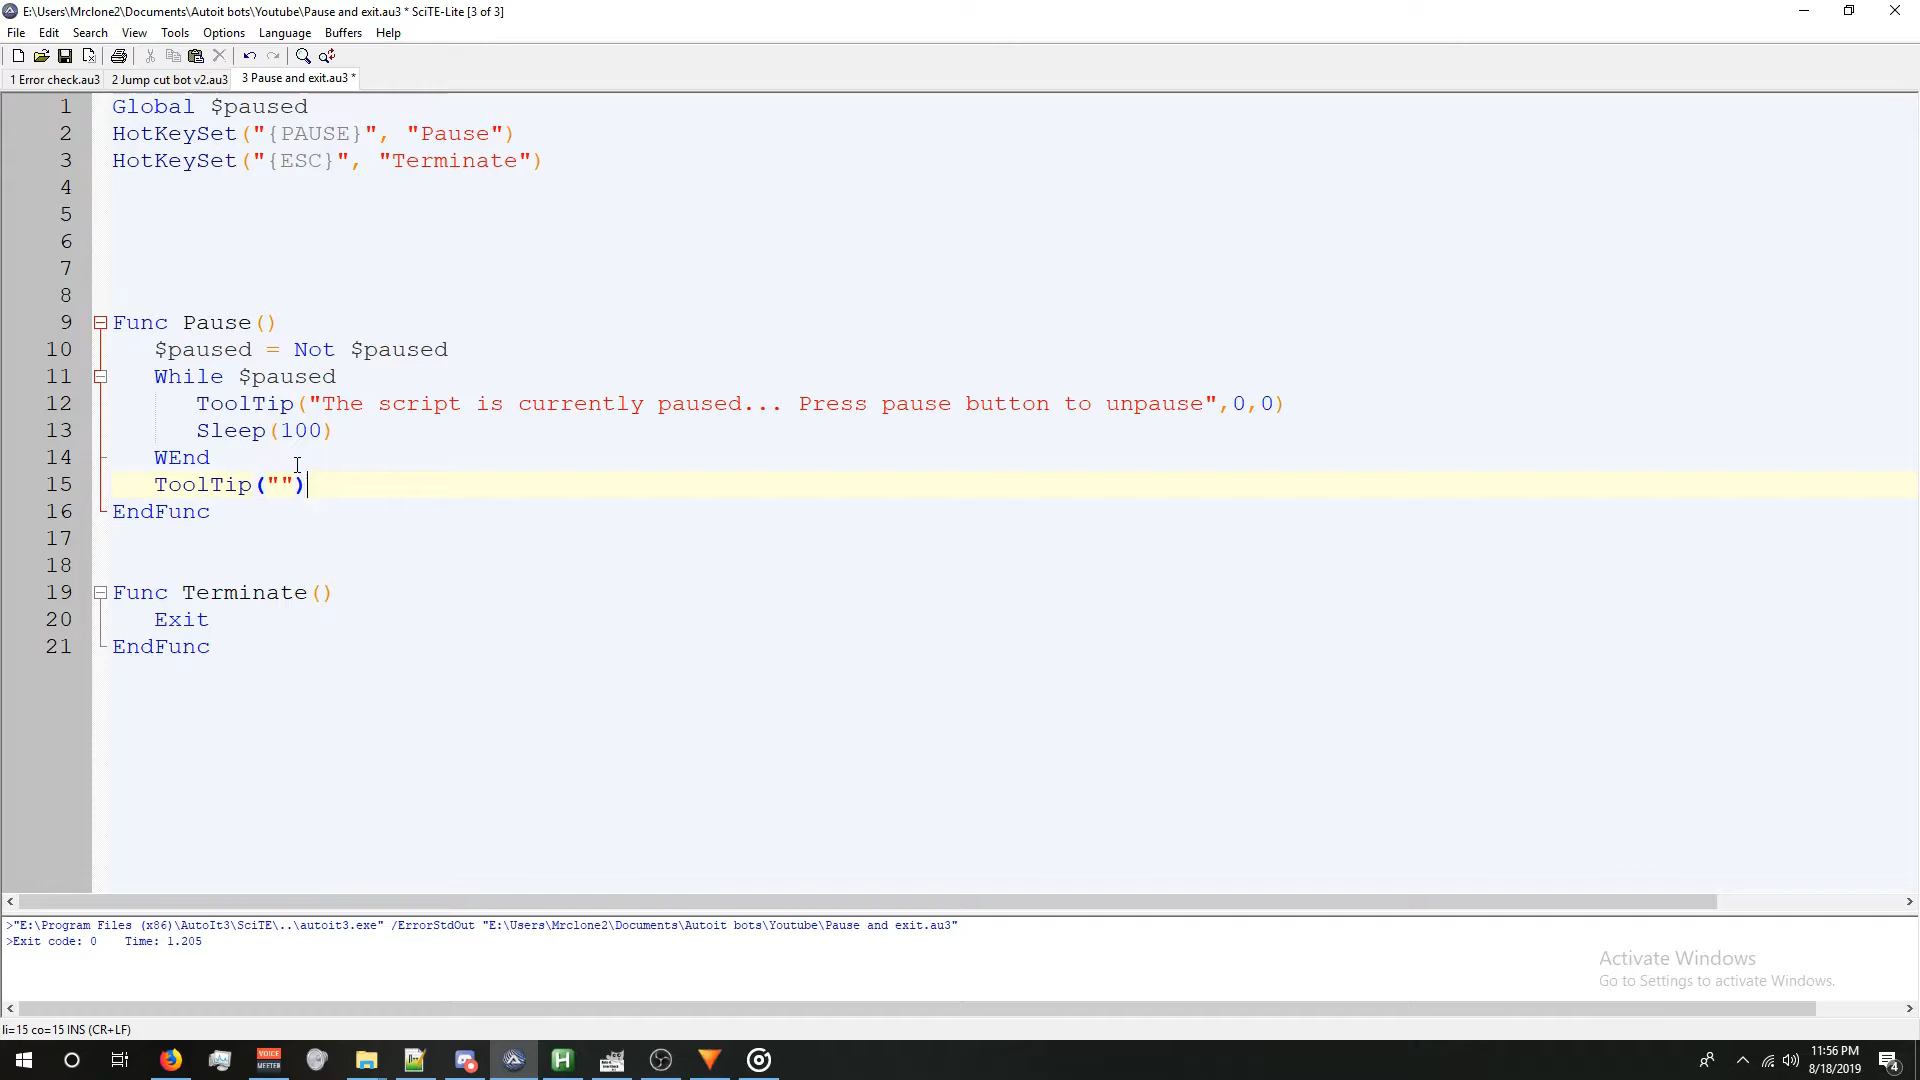 E:\Users\Mrclone2\Documents\Autoit bots\Youtube\Pause and exit.au3 * SciTE-Lite [3 of 3]
File Edit Search View Tools Options Language Buffers Help
1 Error check.au3 2 Jump cut bot v2.au3 3 Pause and exit.au3 *
1 Global $paused
2 HotKeySet("{PAUSE}", "Pause")
3 HotKeySet("{ESC}", "Terminate")
4
5
6
7
8
9 Func Pause()
10 $paused = Not $paused
11 While $paused
12 ToolTip("The script is currently paused... Press pause button to unpause",0,0)
13 Sleep(100)
14 WEnd
15 ToolTip("")
16 EndFunc
17
18
19 Func Terminate()
20 Exit
21 EndFunc
>"E:\Program Files (x86)\AutoIt3\SciTE\..\autoit3.exe" /ErrorStdOut "E:\Users\Mrclone2\Documents\Autoit bots\Youtube\Pause and exit.au3"
>Exit code: 0 Time: 1.205
Activate Windows
Go to Settings to activate Windows.
li=15 co=15 INS (CR+LF)
VOICE
MEETER
H
11:56 PM
8/18/2019
4